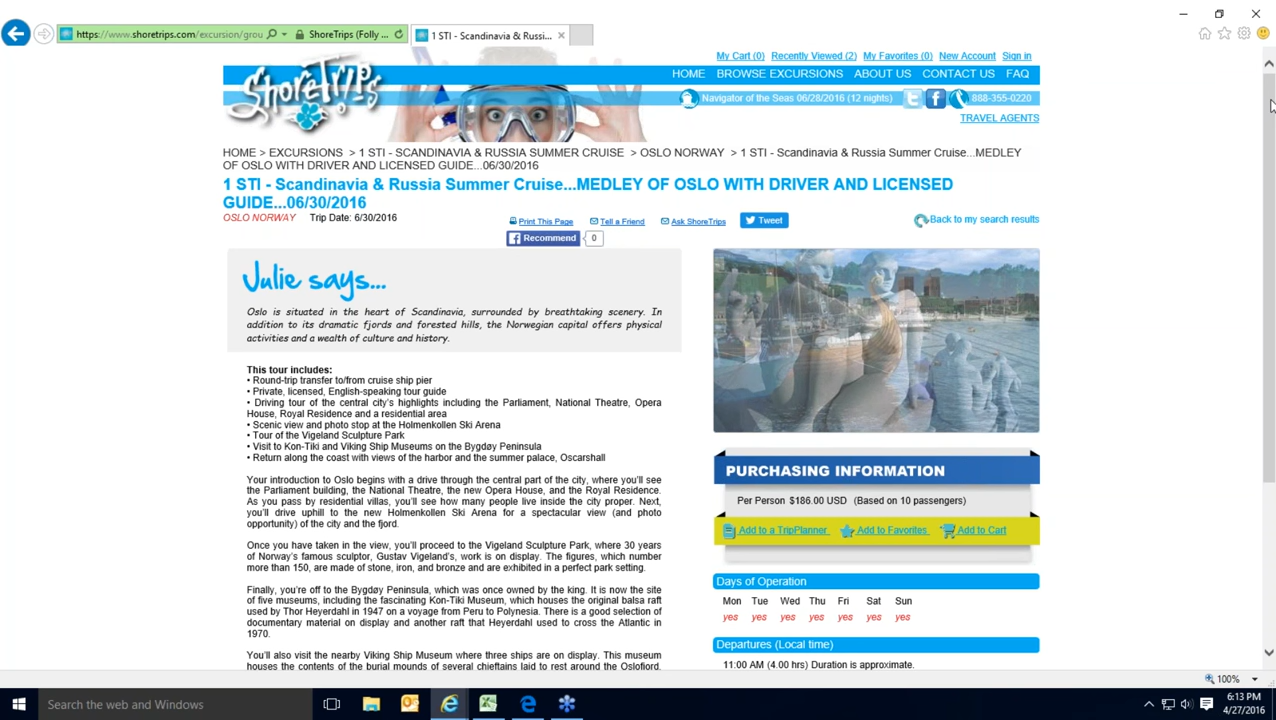 https://www.shoretrips.com/excursion/grou
ShoreTrips (Folly ...
1 STI - Scandinavia & Russi...
My Cart (0) Recently Viewed (2) My Favorites (0) New Account Sign in
ShoreTrips
HOME BROWSE EXCURSIONS ABOUT US CONTACT US FAQ
Navigator of the Seas 06/28/2016 (12 nights) 888-355-0220
TRAVEL AGENTS
HOME > EXCURSIONS > 1 STI - SCANDINAVIA & RUSSIA SUMMER CRUISE > OSLO NORWAY > 1 STI - Scandinavia & Russia Summer Cruise...MEDLEY
OF OSLO WITH DRIVER AND LICENSED GUIDE...06/30/2016
1 STI - Scandinavia & Russia Summer Cruise...MEDLEY OF OSLO WITH DRIVER AND LICENSED
GUIDE...06/30/2016
OSLO NORWAY Trip Date: 6/30/2016
Print This Page Tell a Friend Ask ShoreTrips Tweet
Back to my search results
Recommend 0
Julie says...
Oslo is situated in the heart of Scandinavia, surrounded by breathtaking scenery. In
addition to its dramatic fjords and forested hills, the Norwegian capital offers physical
activities and a wealth of culture and history.
This tour includes:
• Round-trip transfer to/from cruise ship pier
• Private, licensed, English-speaking tour guide
• Driving tour of the central city's highlights including the Parliament, National Theatre, Opera
House, Royal Residence and a residential area
• Scenic view and photo stop at the Holmenkollen Ski Arena
• Tour of the Vigeland Sculpture Park
• Visit to Kon-Tiki and Viking Ship Museums on the Bygdøy Peninsula
• Return along the coast with views of the harbor and the summer palace, Oscarshall
Your introduction to Oslo begins with a drive through the central part of the city, where you'll see
the Parliament building, the National Theatre, the new Opera House, and the Royal Residence.
As you pass by residential villas, you'll see how many people live inside the city proper. Next,
you'll drive uphill to the new Holmenkollen Ski Arena for a spectacular view (and photo
opportunity) of the city and the fjord.
Once you have taken in the view, you'll proceed to the Vigeland Sculpture Park, where 30 years
of Norway's famous sculptor, Gustav Vigeland's, work is on display. The figures, which number
more than 150, are made of stone, iron, and bronze and are exhibited in a perfect park setting.
Finally, you're off to the Bygdøy Peninsula, which was once owned by the king. It is now the site
of five museums, including the fascinating Kon-Tiki Museum, which houses the original balsa raft
used by Thor Heyerdahl in 1947 on a voyage from Peru to Polynesia. There is a good selection of
documentary material on display and another raft that Heyerdahl used to cross the Atlantic in
1970.
You'll also visit the nearby Viking Ship Museum where three ships are on display. This museum
houses the contents of the burial mounds of several chieftains laid to rest around the Oslofjord.
PURCHASING INFORMATION
Per Person $186.00 USD (Based on 10 passengers)
Add to a TripPlanner Add to Favorites Add to Cart
Days of Operation
Mon Tue Wed Thu Fri Sat Sun
yes yes yes yes yes yes yes
Departures (Local time)
11:00 AM (4.00 hrs) Duration is approximate.
100%
Search the web and Windows
6:13 PM
4/27/2016